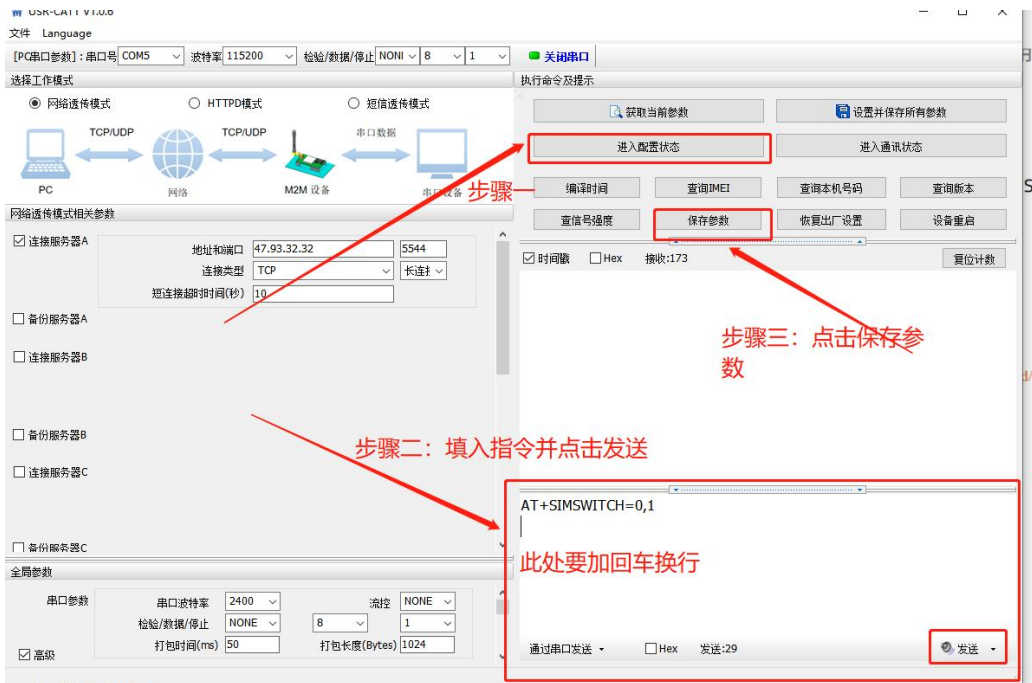 USR-CAT1 V1.0.6
文件 Language
[PC串口参数]：串口号 COM5 波特率 115200 检验/数据/停止 NONI 8 1 关闭串口
选择工作模式
网络透传模式 HTTPD模式 短信透传模式
TCP/UDP TCP/UDP 串口数据
PC 网络 M2M 设备 串口设备
网络透传模式相关参数
连接服务器A
地址和端口 47.93.32.32 5544
连接类型 TCP 长连接
短连接超时时间(秒) 10
备份服务器A
连接服务器B
备份服务器B
连接服务器C
备份服务器C
全局参数
串口参数 串口波特率 2400 流控 NONE
检验/数据/停止 NONE 8 1
打包时间(ms) 50 打包长度(Bytes) 1024
高级
执行命令及提示
获取当前参数 设置并保存所有参数
进入配置状态 进入通讯状态
步骤一
编译时间 查询IMEI 查询本机号码 查询版本
查信号强度 保存参数 恢复出厂设置 设备重启
时间戳 Hex 接收:173 复位计数
步骤三：点击保存参
数
步骤二：填入指令并点击发送
AT+SIMSWITCH=0,1
此处要加回车换行
通过串口发送 Hex 发送:29 发送